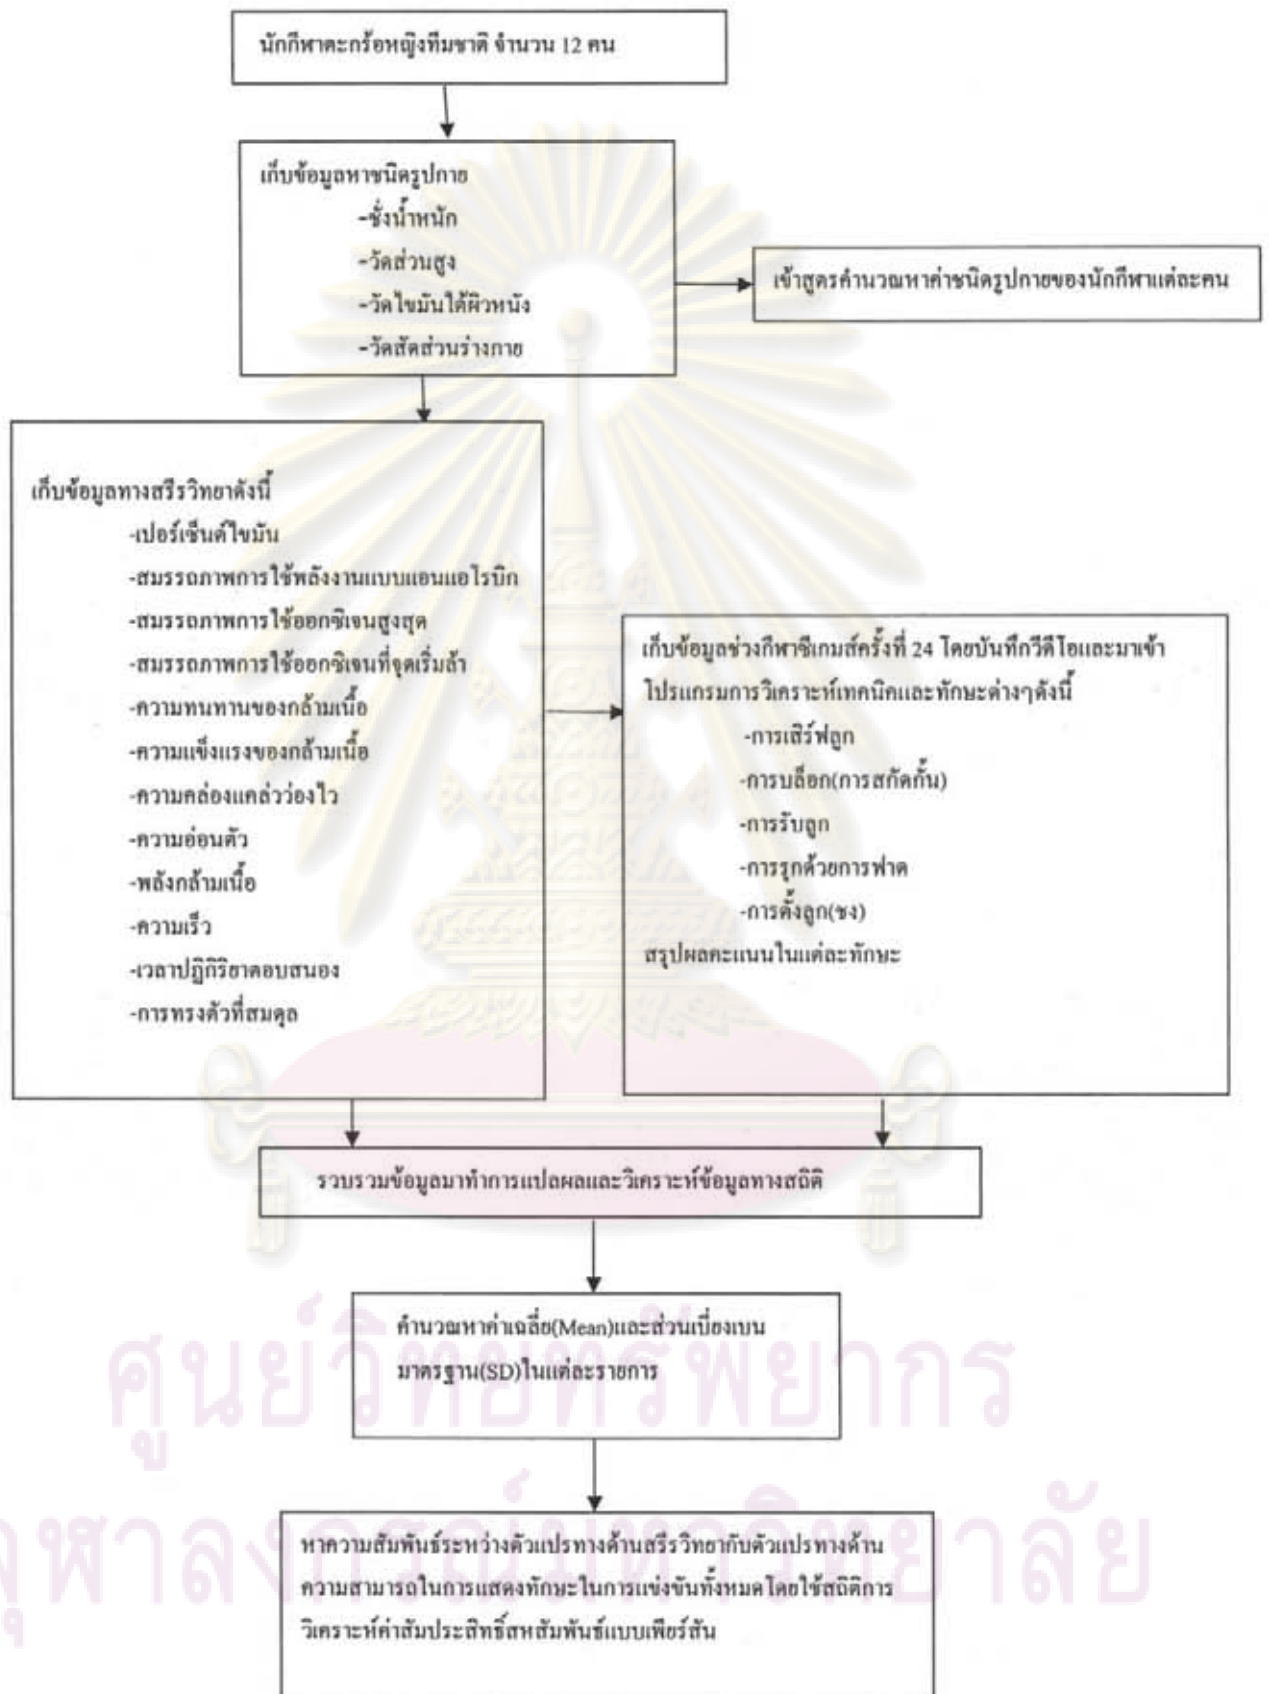 นักกีฬาตะกร้อหญิงทีมชาติ จำนวน 12 คน
เก็บข้อมูลหาชนิดรูปกาย
-ชั่งน้ำหนัก
-วัดส่วนสูง
-วัดไขมันใต้ผิวหนัง
-วัดสัดส่วนร่างกาย
เข้าสูตรคำนวณหาค่าชนิดรูปกายของนักกีฬาแต่ละคน
เก็บข้อมูลทางสรีรวิทยาดังนี้
-เปอร์เซ็นต์ไขมัน
-สมรรถภาพการใช้พลังงานแบบแอนแอโรบิก
-สมรรถภาพการใช้ออกซิเจนสูงสุด
-สมรรถภาพการใช้ออกซิเจนที่จุดเริ่มล้า
-ความทนทานของกล้ามเนื้อ
-ความแข็งแรงของกล้ามเนื้อ
-ความคล่องแคล่วว่องไว
-ความอ่อนตัว
-พลังกล้ามเนื้อ
-ความเร็ว
-เวลาปฏิกิริยาตอบสนอง
-การทรงตัวที่สมดุล
เก็บข้อมูลช่วงกีฬาซีเกมส์ครั้งที่ 24 โดยบันทึกวีดีโอและมาเข้า
โปรแกรมการวิเคราะห์เทคนิคและทักษะต่างๆดังนี้
-การเสิร์ฟลูก
-การบล็อก(การสกัดกั้น)
-การรับลูก
-การรุกด้วยการฟาด
-การตั้งลูก(ชง)
สรุปผลคะแนนในแต่ละทักษะ
รวบรวมข้อมูลมาทำการแปลผลและวิเคราะห์ข้อมูลทางสถิติ
คำนวณหาค่าเฉลี่ย(Mean)และส่วนเบี่ยงเบน
มาตรฐาน(SD)ในแต่ละรายการ
หาความสัมพันธ์ระหว่างตัวแปรทางด้านสรีรวิทยากับตัวแปรทางด้าน
ความสามารถในการแสดงทักษะในการแข่งขันทั้งหมดโดยใช้สถิติการ
วิเคราะห์ค่าสัมประสิทธิ์สหสัมพันธ์แบบเพียร์สัน
ศูนย์วิทยทรัพยากร
จุฬาลงกรณ์มหาวิทยาลัย